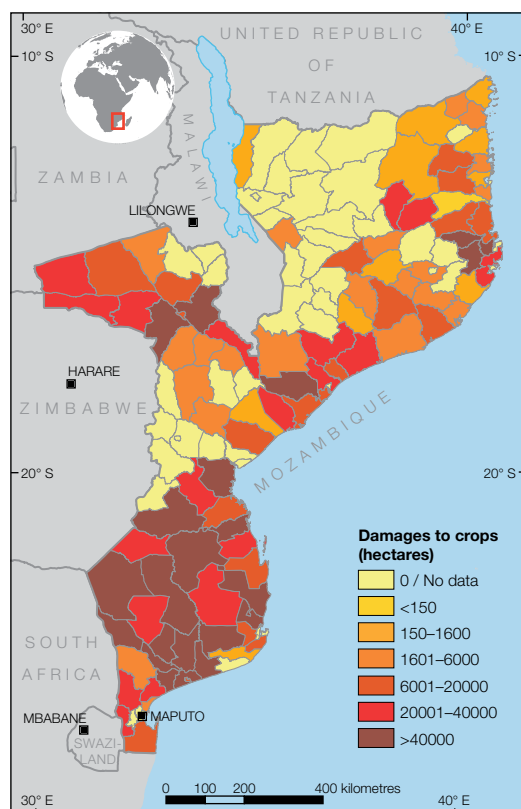 30° E
40° E
10° S
10° S
UNITED REPUBLIC
OF
TANZANIA
MALAWI
ZAMBIA
LILONGWE
HARARE
ZIMBABWE
MOZAMBIQUE
20° S
20° S
Damages to crops
(hectares)
0 / No data
<150
150–1600
1601–6000
6001–20000
20001–40000
>40000
SOUTH
AFRICA
MBABANE
MAPUTO
SWAZI-
LAND
0 100 200 400 kilometres
30° E
40° E